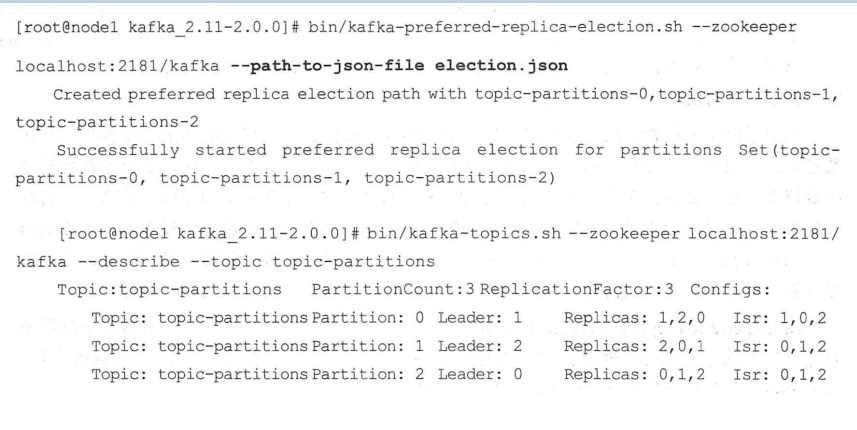 [root@node1 kafka_2.11-2.0.0]# bin/kafka-preferred-replica-election.sh --zookeeper
localhost:2181/kafka --path-to-json-file election.json
Created preferred replica election path with topic-partitions-0,topic-partitions-1,
topic-partitions-2
Successfully started preferred replica election for partitions Set(topic-
partitions-0, topic-partitions-1, topic-partitions-2)
[root@node1 kafka_2.11-2.0.0]# bin/kafka-topics.sh --zookeeper localhost:2181/
kafka --describe --topic topic-partitions
Topic:topic-partitions PartitionCount:3 ReplicationFactor:3 Configs:
Topic: topic-partitions Partition: 0 Leader: 1 Replicas: 1,2,0 Isr: 1,0,2
Topic: topic-partitions Partition: 1 Leader: 2 Replicas: 2,0,1 Isr: 0,1,2
Topic: topic-partitions Partition: 2 Leader: 0 Replicas: 0,1,2 Isr: 0,1,2